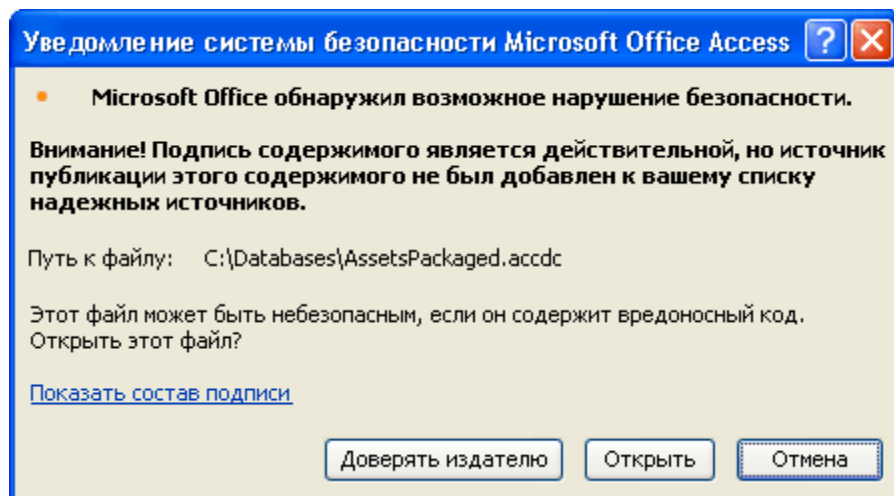 Уведомление системы безопасности Microsoft Office Access
Microsoft Office обнаружил возможное нарушение безопасности.
Внимание! Подпись содержимого является действительной, но источник
публикации этого содержимого не был добавлен к вашему списку
надежных источников.
Путь к файлу: C:\Databases\AssetsPackaged.accdc
Этот файл может быть небезопасным, если он содержит вредоносный код.
Открыть этот файл?
Показать состав подписи
Доверять издателю Открыть Отмена